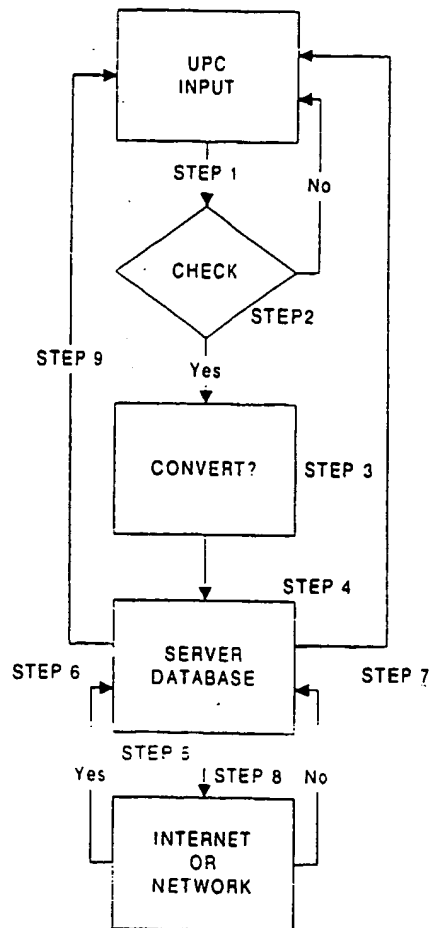 UPC
INPUT
STEP 1
No
CHECK
STEP2
STEP 9
Yes
CONVERT?
STEP 3
STEP 4
SERVER
DATABASE
STEP 6
STEP 7
STEP 5
Yes
STEP 8
No
INTERNET
OR
NETWORK